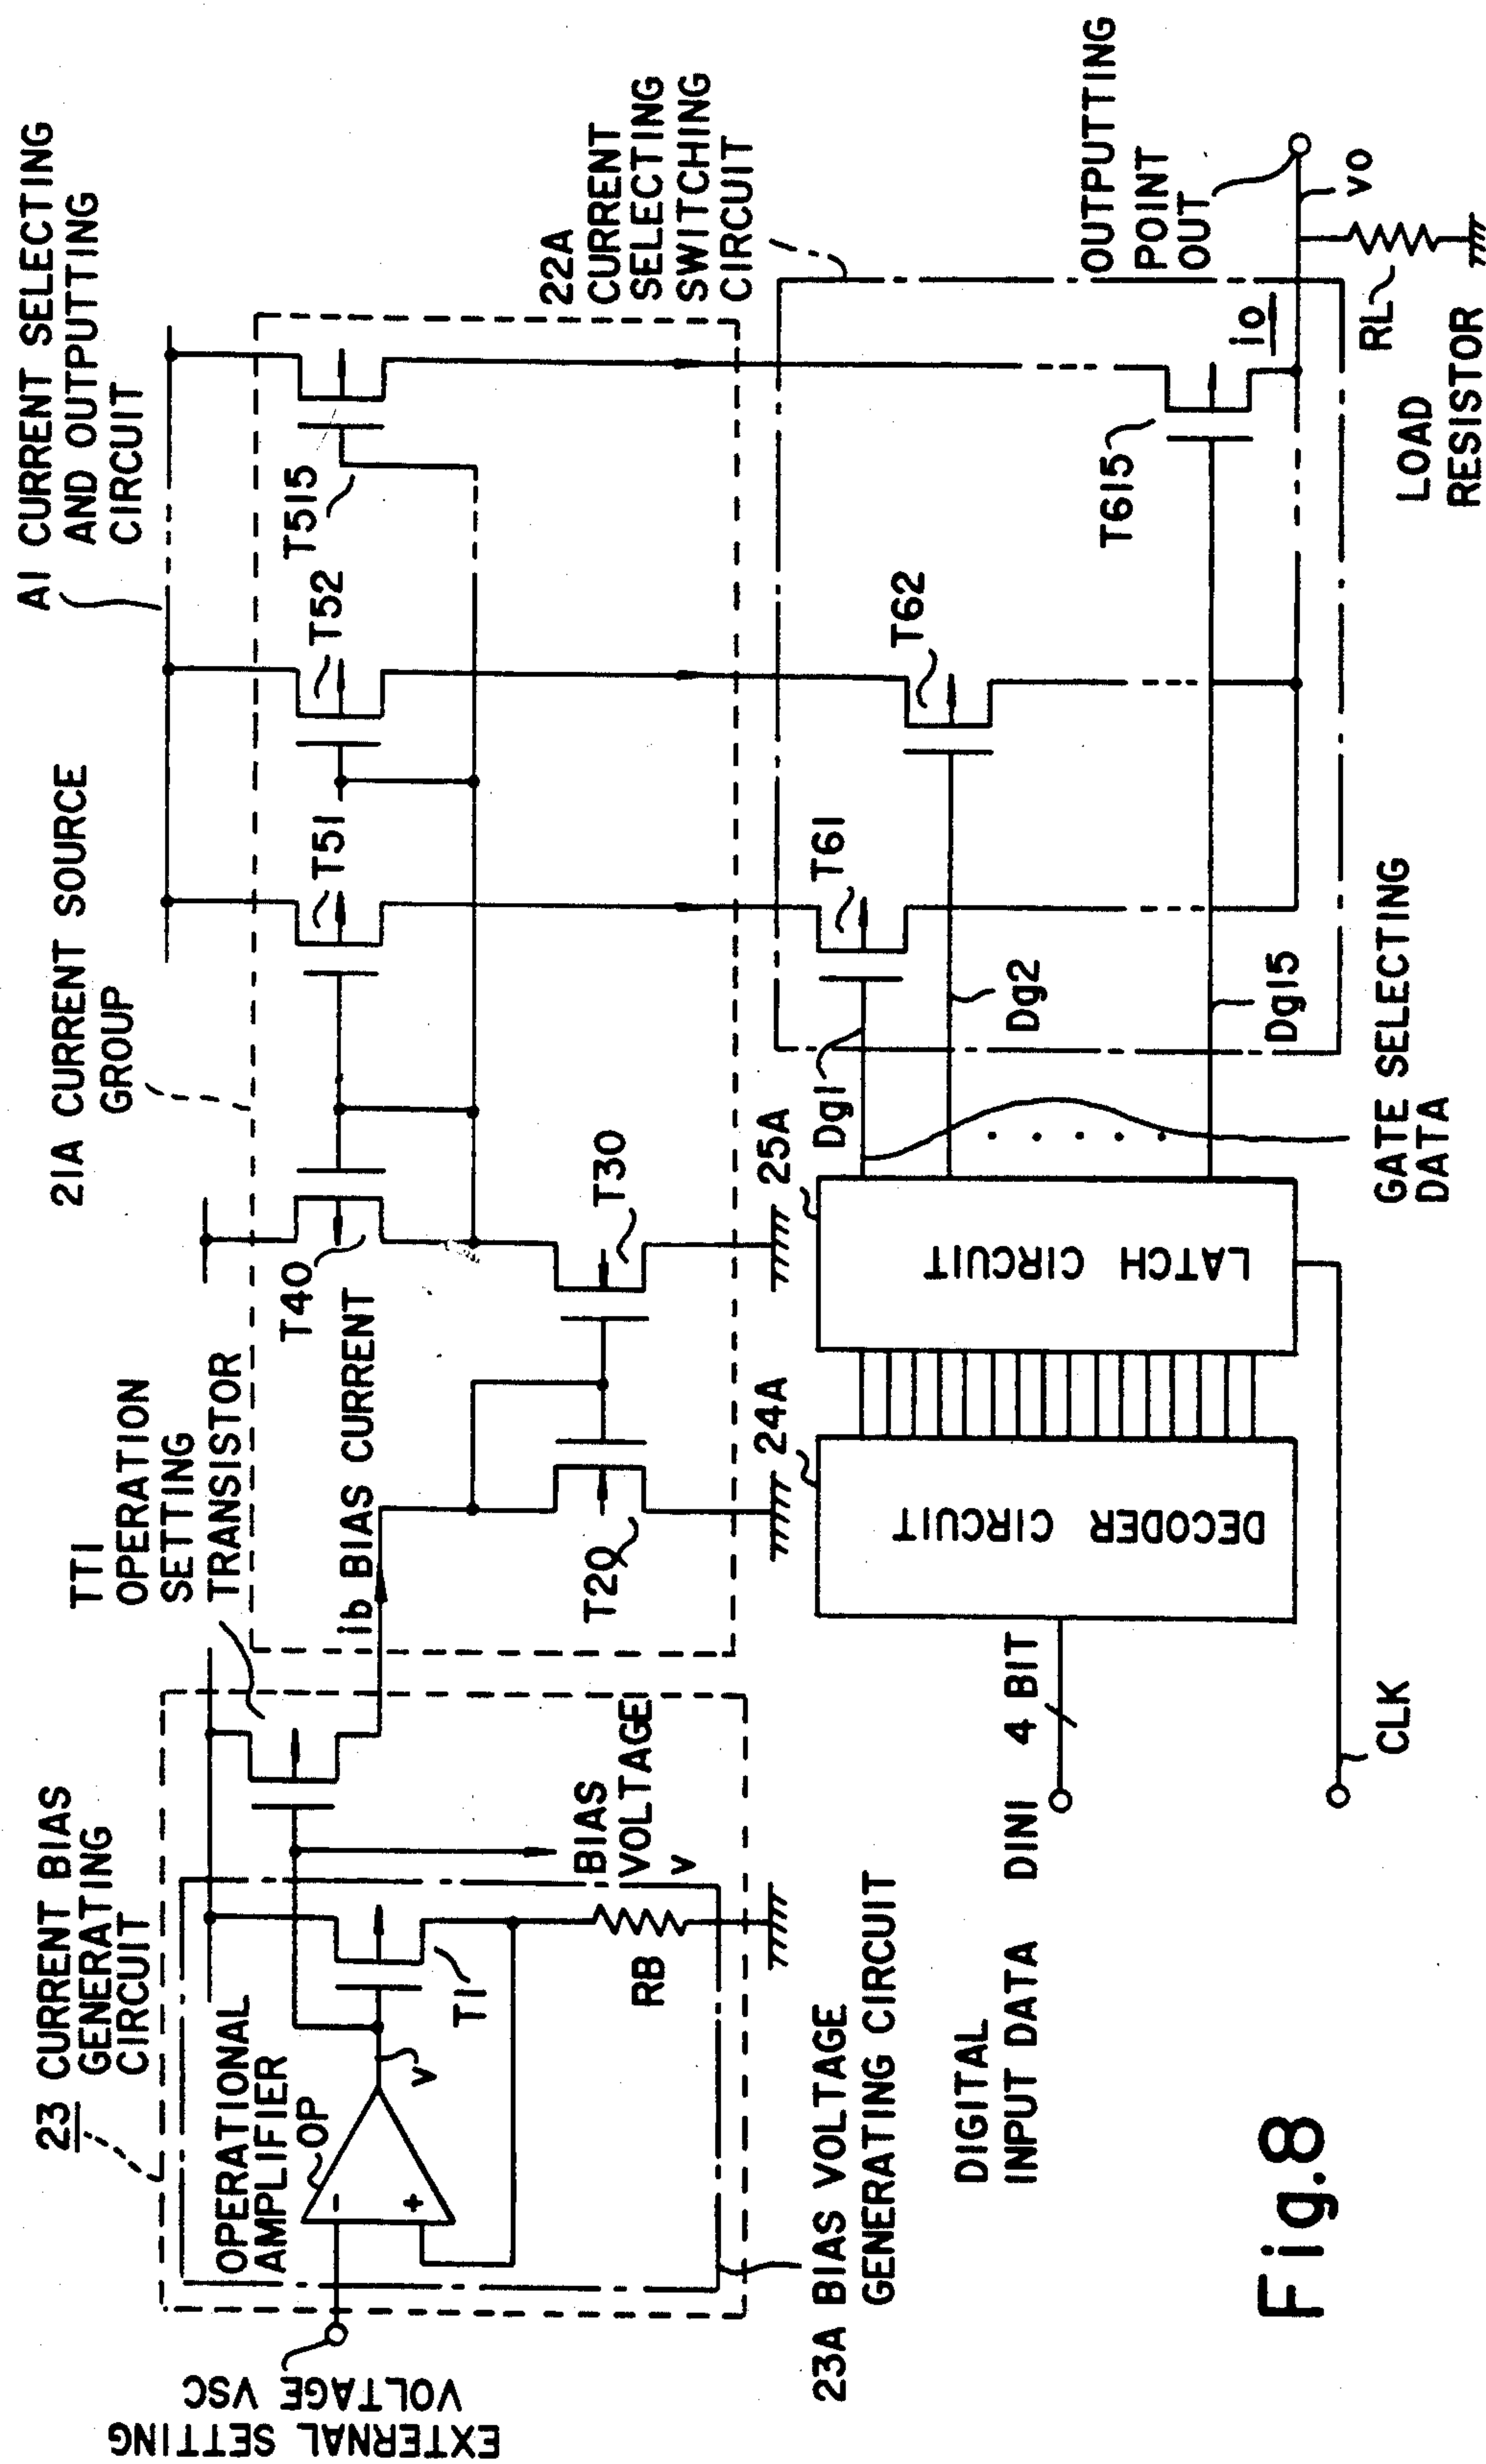 A1 CURRENT SELECTING
AND OUTPUTTING
CIRCUIT
21A CURRENT SOURCE
GROUP
TT1
OPERATION
SETTING
TRANSISTOR
23 CURRENT BIAS
GENERATING
CIRCUIT
OPERATIONAL
AMPLIFIER
OP
-
+
v
T1
RB
BIAS
VOLTAGE
v
EXTERNAL SETTING
VOLTAGE VSC
23A BIAS VOLTAGE
GENERATING CIRCUIT
ib BIAS CURRENT
T40
T20
T30
T51
T52
T515
22A
CURRENT
SELECTING
SWITCHING
CIRCUIT
24A
DECODER CIRCUIT
25A
LATCH CIRCUIT
Dg1
Dg2
Dg15
T61
T62
T615
io
OUTPUTTING
POINT
OUT
vo
RL
LOAD
RESISTOR
GATE SELECTING
DATA
DIGITAL
INPUT DATA DIN1 4 BIT
CLK
Fig.8